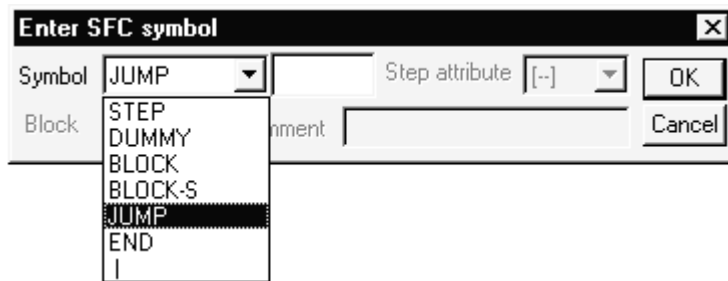 Enter SFC symbol
Symbol JUMP Step attribute [--] OK
Block mment Cancel
STEP
DUMMY
BLOCK
BLOCK-S
JUMP
END
|